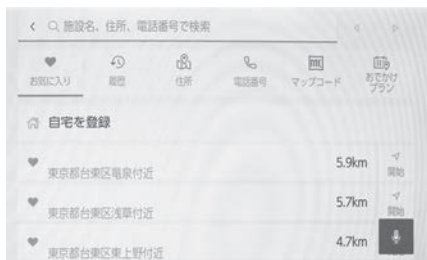 施設名、住所、電話番号で検索
お気に入り 履歴 住所 電話番号 マップコード おでかけプラン
自宅を登録
5.9km
東京都台東区竜泉付近 開始
5.7km
東京都台東区浅草付近 開始
4.7km
東京都台東区東上野付近